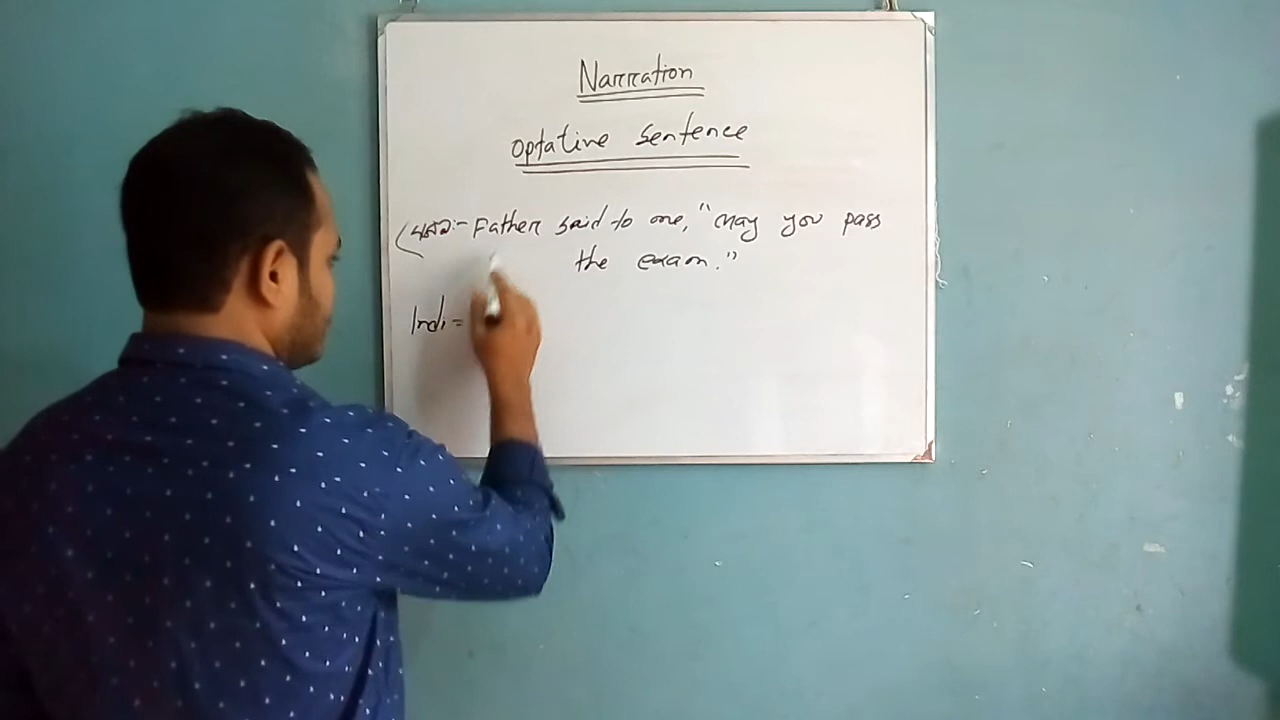 Narration
Optative Sentence
Father said to me, "May you pass
the exam."
Indi =